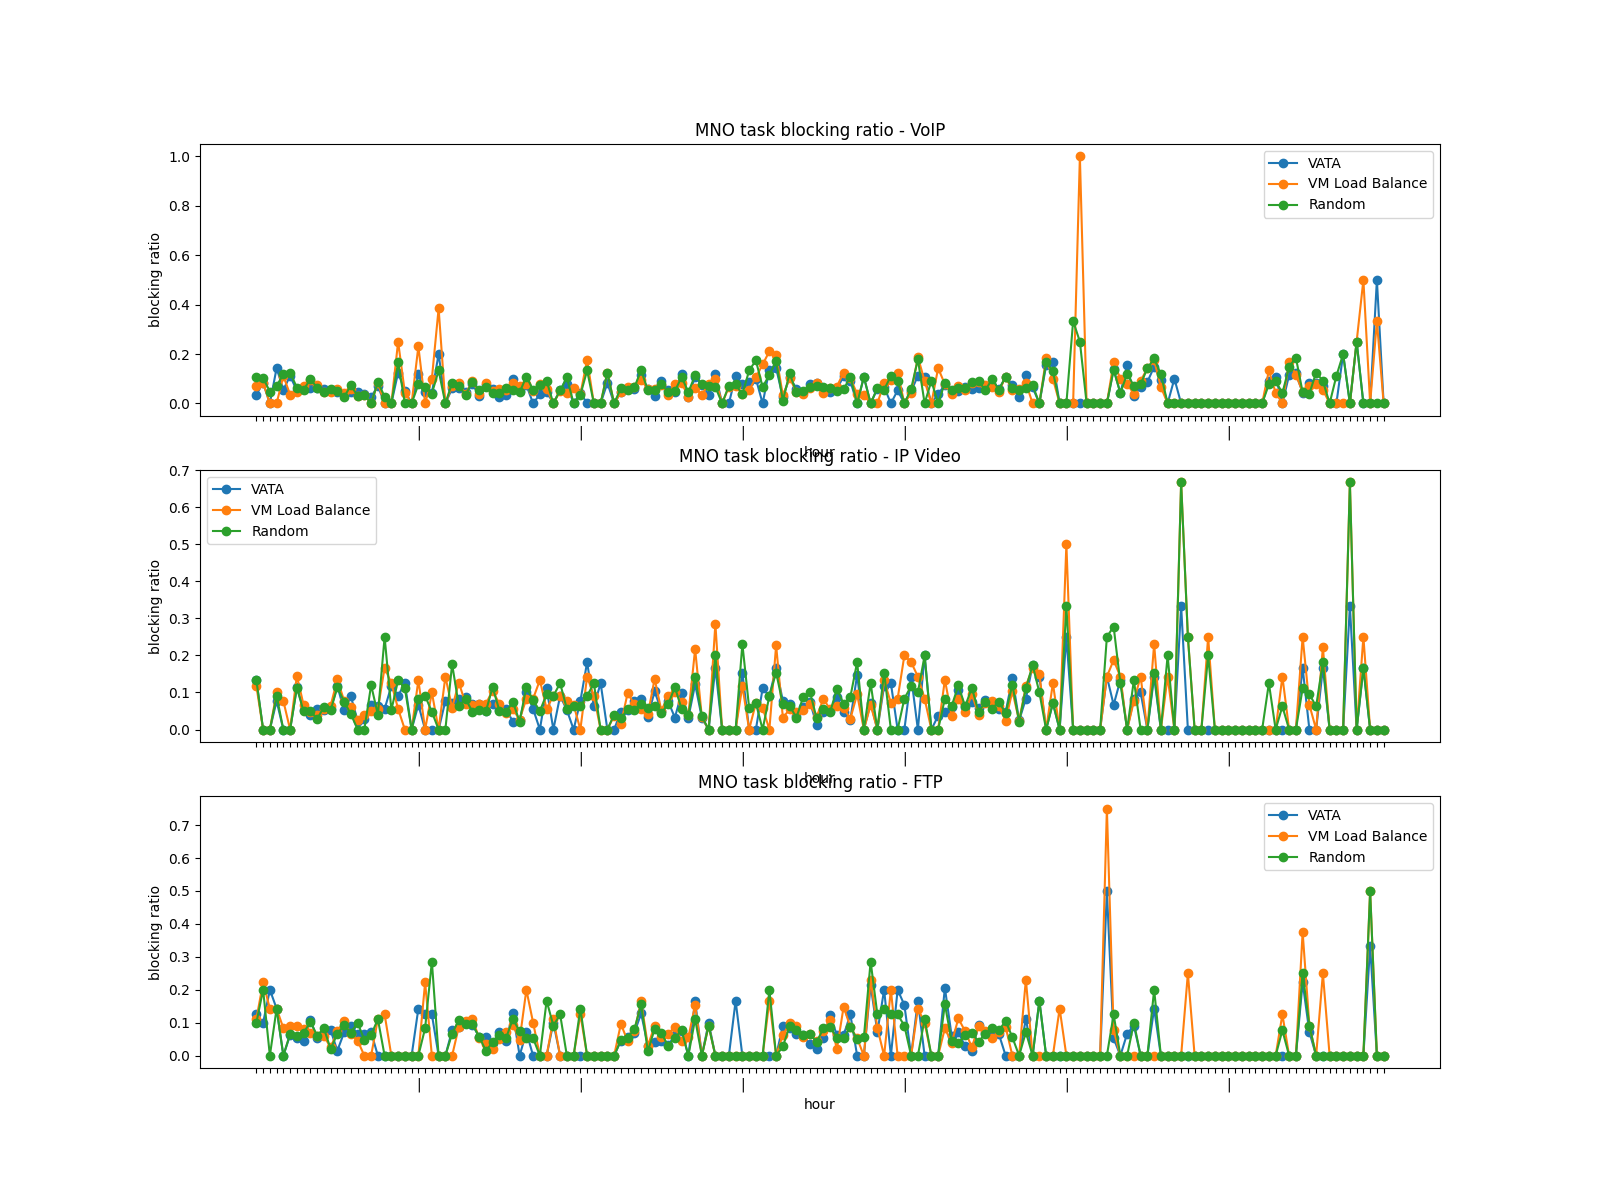 MNO task blocking ratio - VoIP
1.0
0.8
0.6
0.4
0.2
0.0
blocking ratio
VATA
VM Load Balance
Random
hour
MNO task blocking ratio - IP Video
0.7
0.6
0.5
0.4
0.3
0.2
0.1
0.0
blocking ratio
VATA
VM Load Balance
Random
hour
MNO task blocking ratio - FTP
0.7
0.6
0.5
0.4
0.3
0.2
0.1
0.0
blocking ratio
VATA
VM Load Balance
Random
hour